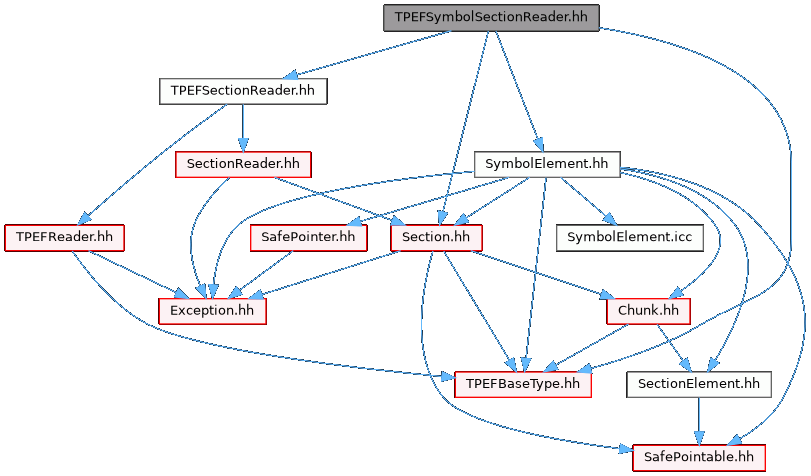 TPEFSymbolSectionReader.hh
TPEFSectionReader.hh
SectionReader.hh
SymbolElement.hh
TPEFReader.hh
SafePointer.hh
Section.hh
SymbolElement.icc
Exception.hh
Chunk.hh
TPEFBaseType.hh
SectionElement.hh
SafePointable.hh